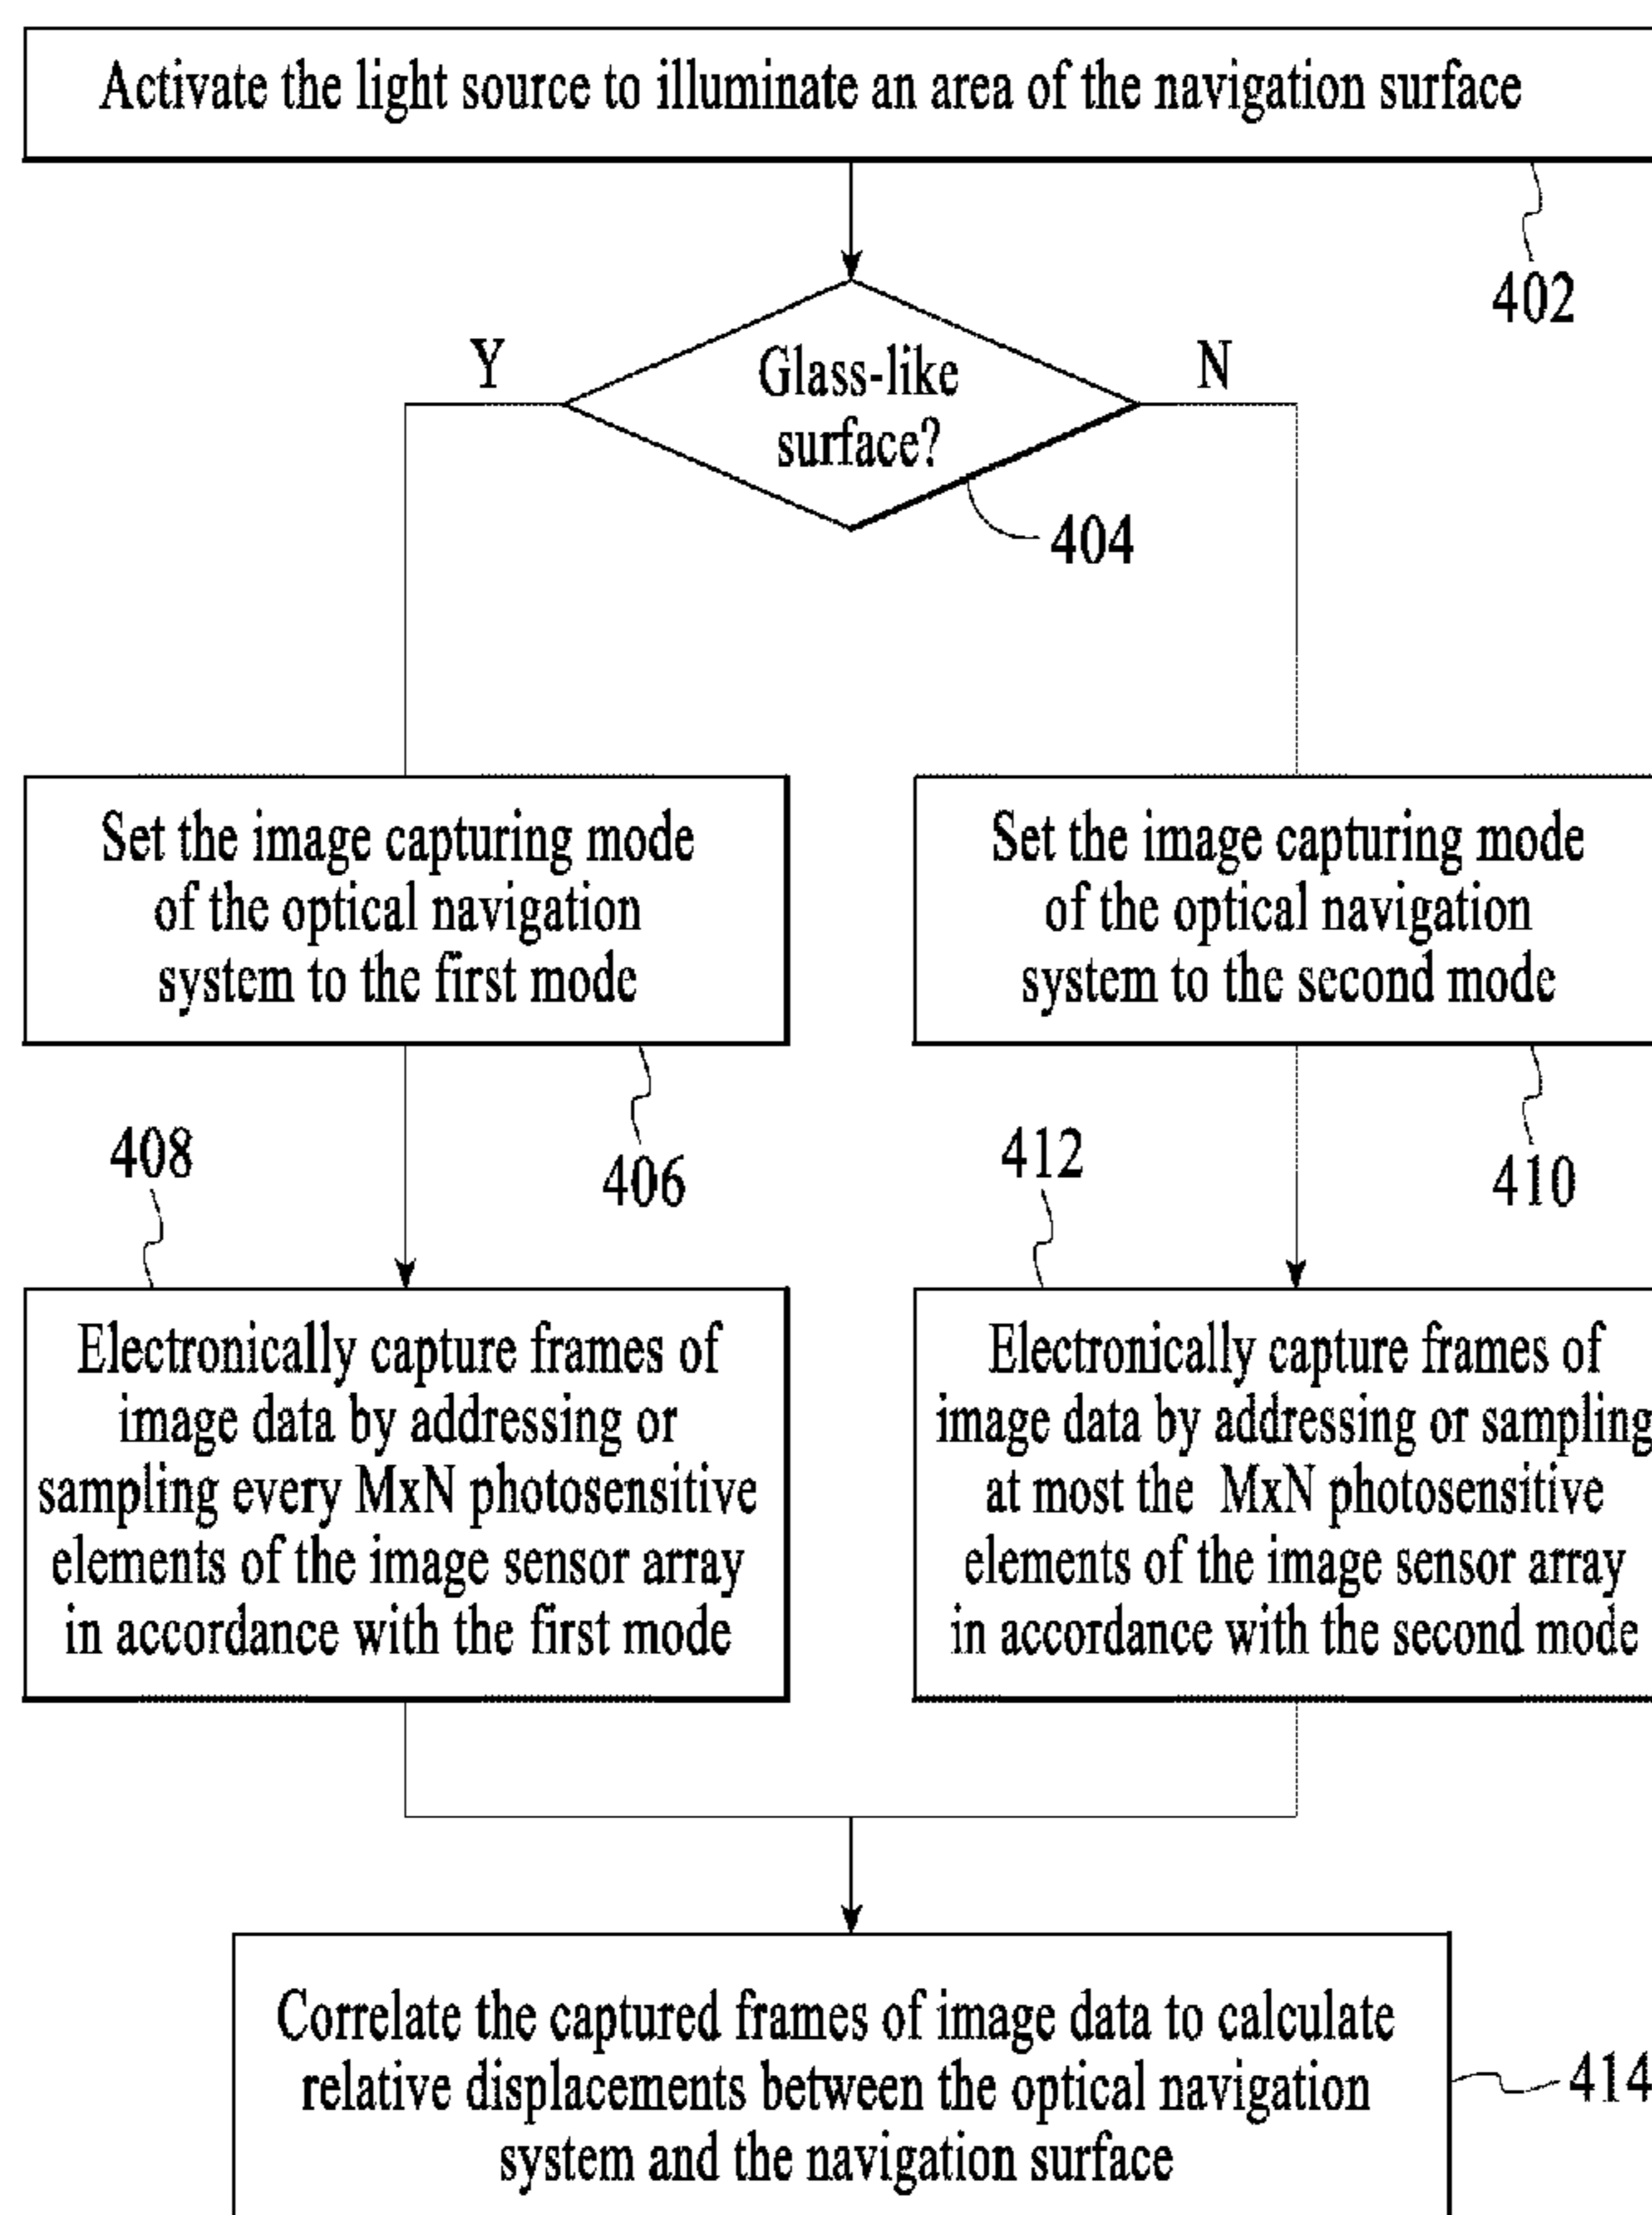 Activate the light source to illuminate an area of the navigation surface
402
Y
Glass-like
surface?
N
404
Set the image capturing mode
of the optical navigation
system to the first mode
406
Set the image capturing mode
of the optical navigation
system to the second mode
410
408
Electronically capture frames of
image data by addressing or
sampling every MxN photosensitive
elements of the image sensor array
in accordance with the first mode
412
Electronically capture frames of
image data by addressing or sampling
at most the MxN photosensitive
elements of the image sensor array
in accordance with the second mode
Correlate the captured frames of image data to calculate
relative displacements between the optical navigation
system and the navigation surface
414